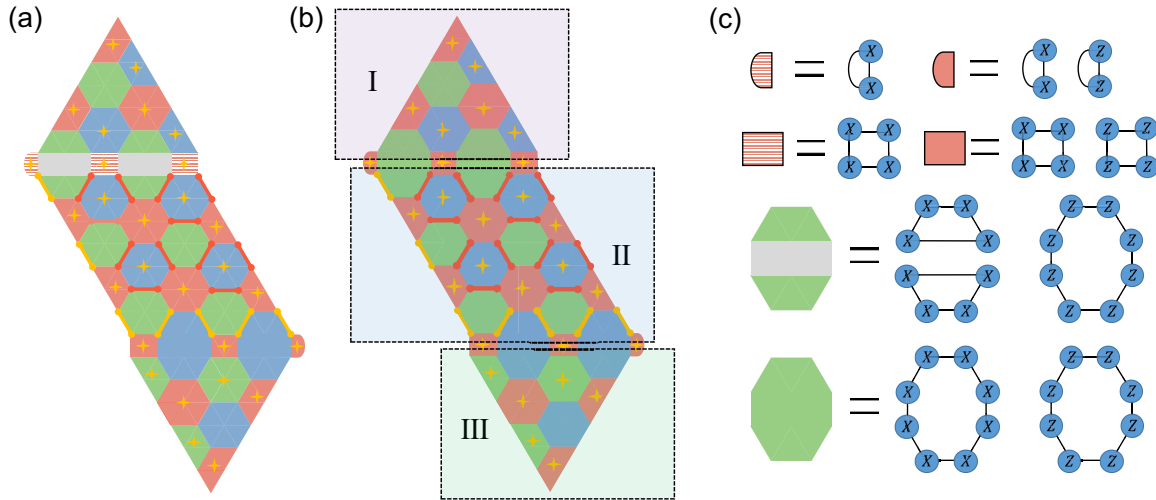 (a)
(b)
(c)
I
II
III
= X X = X X Z Z
= X X X X = X X X X Z Z Z Z
= X X X X X X X X Z Z Z Z Z Z Z Z
= X X X X X X X X Z Z Z Z Z Z Z Z